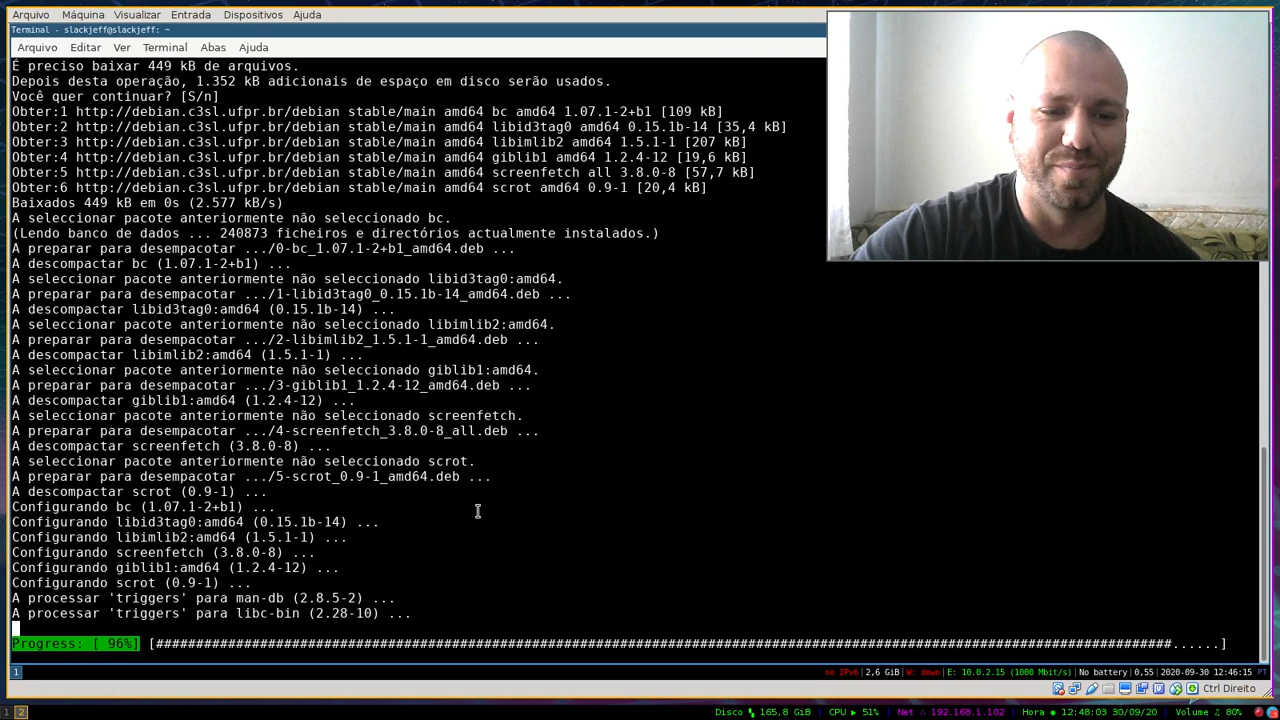 Arquivo Máquina Visualizar Entrada Dispositivos Ajuda
Terminal - slackjeff@slackjeff: ~
Arquivo Editar Ver Terminal Abas Ajuda
É preciso baixar 449 kB de arquivos.
Depois desta operação, 1.352 kB adicionais de espaço em disco serão usados.
Você quer continuar? [S/n]
Obter:1 http://debian.c3sl.ufpr.br/debian stable/main amd64 bc amd64 1.07.1-2+b1 [109 kB]
Obter:2 http://debian.c3sl.ufpr.br/debian stable/main amd64 libid3tag0 amd64 0.15.1b-14 [35,4 kB]
Obter:3 http://debian.c3sl.ufpr.br/debian stable/main amd64 libimlib2 amd64 1.5.1-1 [207 kB]
Obter:4 http://debian.c3sl.ufpr.br/debian stable/main amd64 giblib1 amd64 1.2.4-12 [19,6 kB]
Obter:5 http://debian.c3sl.ufpr.br/debian stable/main amd64 screenfetch all 3.8.0-8 [57,7 kB]
Obter:6 http://debian.c3sl.ufpr.br/debian stable/main amd64 scrot amd64 0.9-1 [20,4 kB]
Baixados 449 kB em 0s (2.577 kB/s)
A seleccionar pacote anteriormente não seleccionado bc.
(Lendo banco de dados ... 240873 ficheiros e directórios actualmente instalados.)
A preparar para desempacotar .../0-bc_1.07.1-2+b1_amd64.deb ...
A descompactar bc (1.07.1-2+b1) ...
A seleccionar pacote anteriormente não seleccionado libid3tag0:amd64.
A preparar para desempacotar .../1-libid3tag0_0.15.1b-14_amd64.deb ...
A descompactar libid3tag0:amd64 (0.15.1b-14) ...
A seleccionar pacote anteriormente não seleccionado libimlib2:amd64.
A preparar para desempacotar .../2-libimlib2_1.5.1-1_amd64.deb ...
A descompactar libimlib2:amd64 (1.5.1-1) ...
A seleccionar pacote anteriormente não seleccionado giblib1:amd64.
A preparar para desempacotar .../3-giblib1_1.2.4-12_amd64.deb ...
A descompactar giblib1:amd64 (1.2.4-12) ...
A seleccionar pacote anteriormente não seleccionado screenfetch.
A preparar para desempacotar .../4-screenfetch_3.8.0-8_all.deb ...
A descompactar screenfetch (3.8.0-8) ...
A seleccionar pacote anteriormente não seleccionado scrot.
A preparar para desempacotar .../5-scrot_0.9-1_amd64.deb ...
A descompactar scrot (0.9-1) ...
Configurando bc (1.07.1-2+b1) ...
Configurando libid3tag0:amd64 (0.15.1b-14) ...
Configurando libimlib2:amd64 (1.5.1-1) ...
Configurando screenfetch (3.8.0-8) ...
Configurando giblib1:amd64 (1.2.4-12) ...
Configurando scrot (0.9-1) ...
A processar 'triggers' para man-db (2.8.5-2) ...
A processar 'triggers' para libc-bin (2.28-10) ...
Progress: [ 96%] [###############################################################################################################################......]
1 no IPv6|2,6 GiB|W: down|E: 10.0.2.15 (1000 Mbit/s)|No battery|0,55|2020-09-30 12:46:15 PT
Ctrl Direito
1 2 Disco 165,8 GiB | CPU 51% | Net 192.168.1.102 | Hora 12:48:03 30/09/20 | Volume 80%